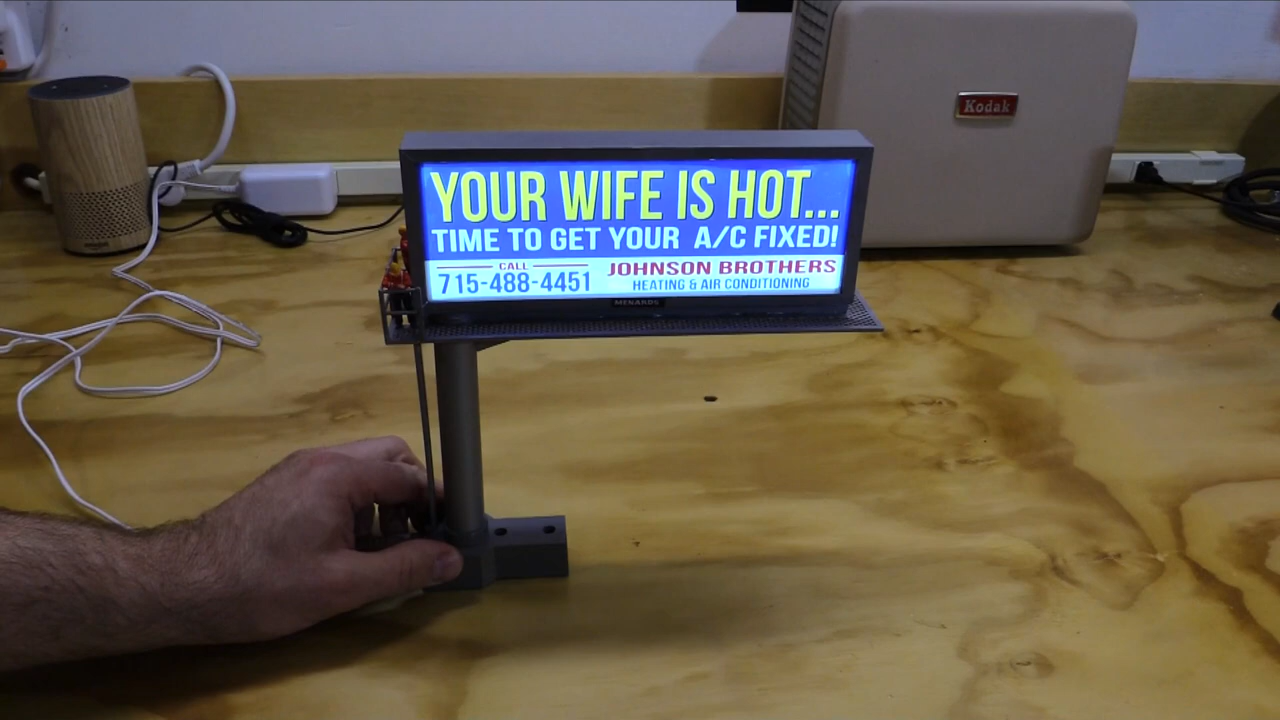 Kodak
YOUR WIFE IS HOT...
TIME TO GET YOUR A/C FIXED!
CALL
715-488-4451
JOHNSON BROTHERS
HEATING & AIR CONDITIONING
MENARDS
amazon